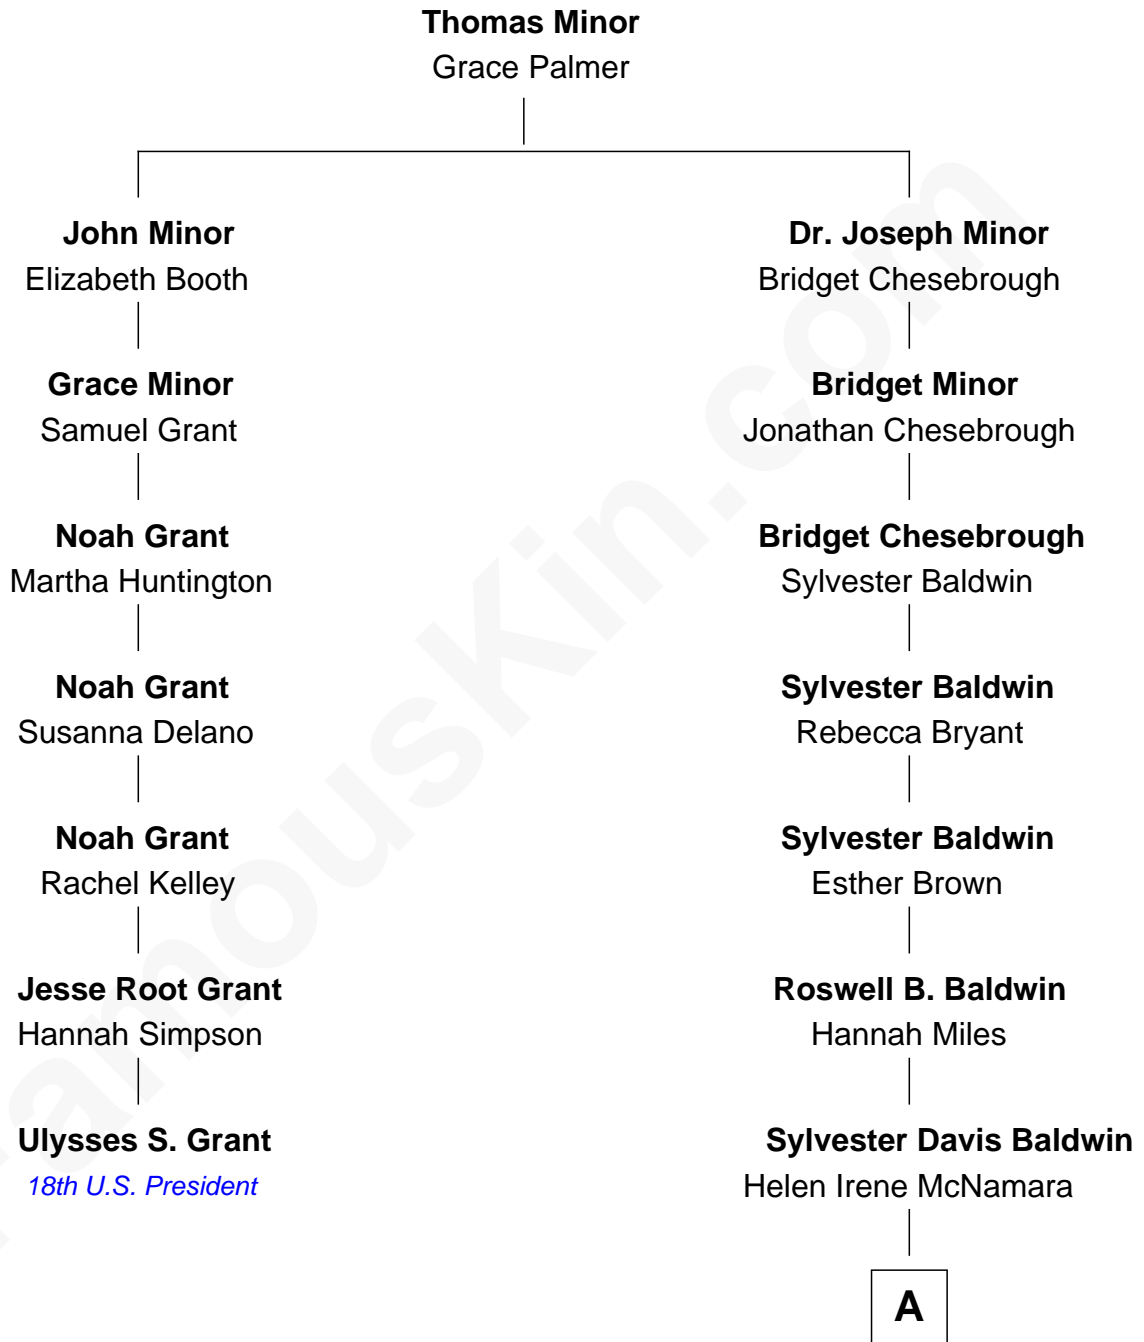 Thomas Minor
Grace Palmer
John Minor
Elizabeth Booth
Dr. Joseph Minor
Bridget Chesebrough
Grace Minor
Samuel Grant
Bridget Minor
Jonathan Chesebrough
Noah Grant
Martha Huntington
Bridget Chesebrough
Sylvester Baldwin
Noah Grant
Susanna Delano
Sylvester Baldwin
Rebecca Bryant
Noah Grant
Rachel Kelley
Sylvester Baldwin
Esther Brown
Jesse Root Grant
Hannah Simpson
Roswell B. Baldwin
Hannah Miles
Ulysses S. Grant
18th U.S. President
Sylvester Davis Baldwin
Helen Irene McNamara
A
FamousKin.com